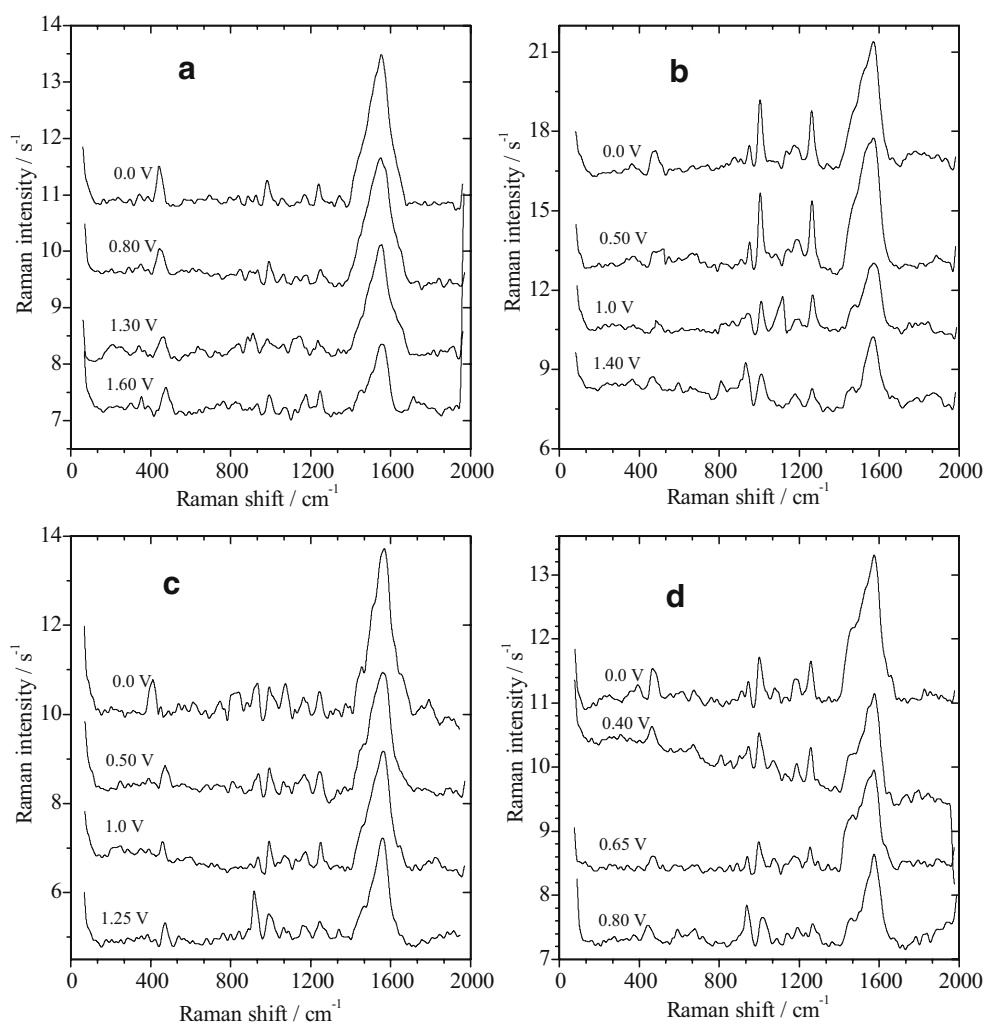 a
14
13
12
11
10
9
8
7
Raman intensity / s⁻¹
0.0 V
0.80 V
1.30 V
1.60 V
0 400 800 1200 1600 2000
Raman shift / cm⁻¹
b
21
18
15
12
9
6
Raman intensity / s⁻¹
0.0 V
0.50 V
1.0 V
1.40 V
0 400 800 1200 1600 2000
Raman shift / cm⁻¹
c
14
12
10
8
6
Raman intensity / s⁻¹
0.0 V
0.50 V
1.0 V
1.25 V
0 400 800 1200 1600 2000
Raman shift / cm⁻¹
d
13
12
11
10
9
8
7
Raman intensity / s⁻¹
0.0 V
0.40 V
0.65 V
0.80 V
0 400 800 1200 1600 2000
Raman shift / cm⁻¹